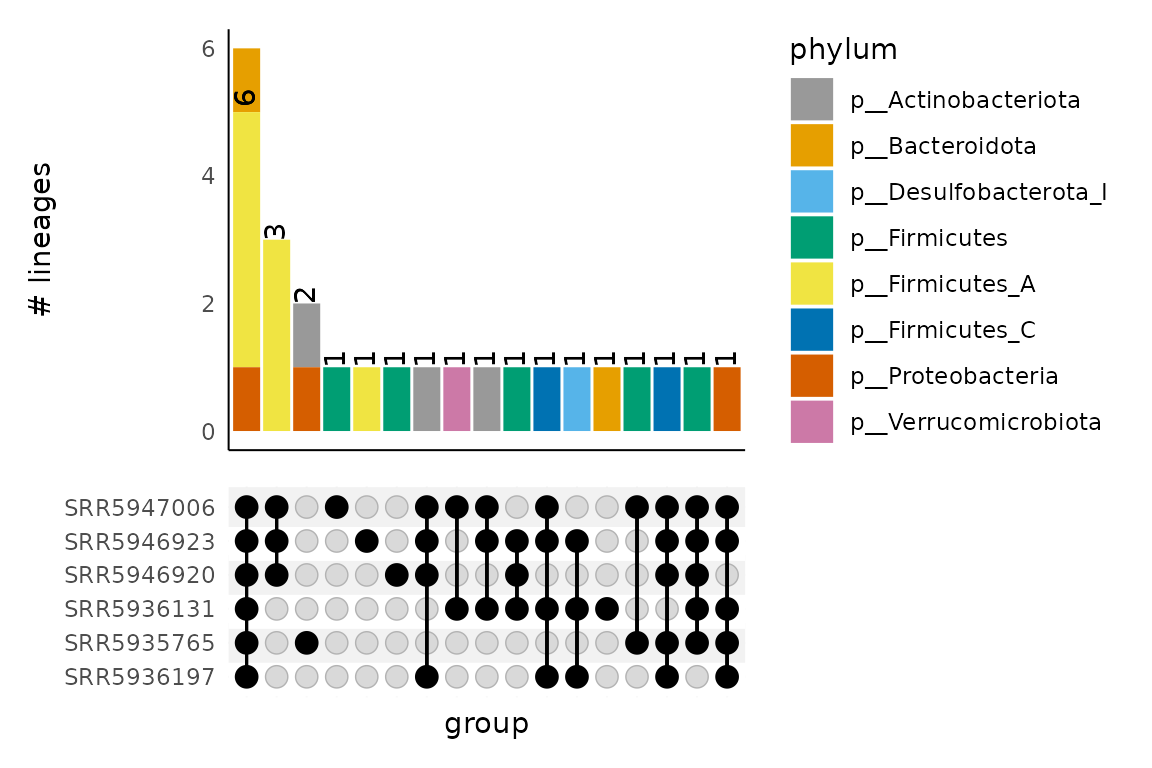 # lineages
6
4
2
0
6
3
2
1
1
1
1
1
1
1
1
1
1
1
1
1
1
phylum
p__Actinobacteriota
p__Bacteroidota
p__Desulfobacterota_I
p__Firmicutes
p__Firmicutes_A
p__Firmicutes_C
p__Proteobacteria
p__Verrucomicrobiota
SRR5947006
SRR5946923
SRR5946920
SRR5936131
SRR5935765
SRR5936197
group